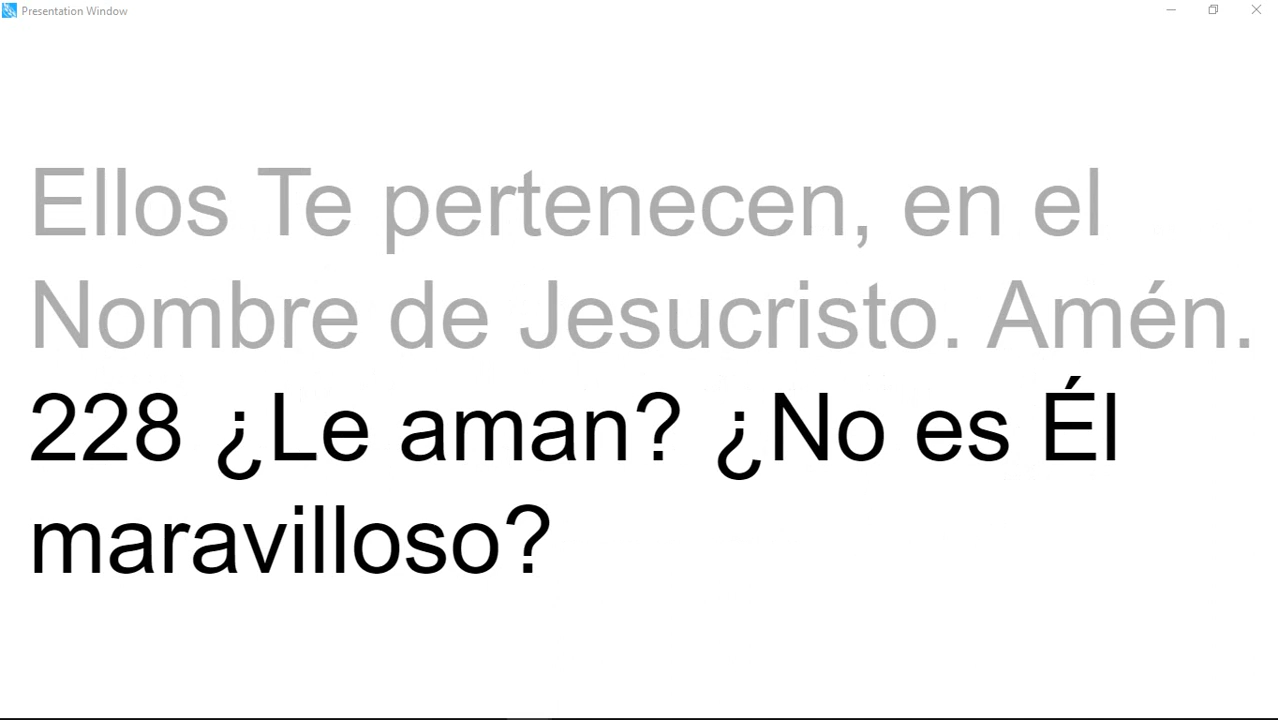 Presentation Window
Ellos Te pertenecen, en el
Nombre de Jesucristo. Amén.
228 ¿Le aman? ¿No es Él
maravilloso?